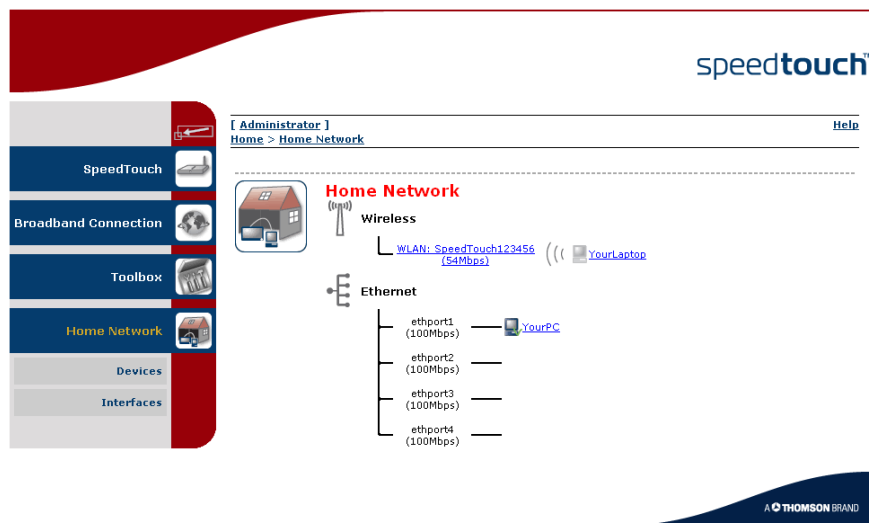 speedtouch™
[ Administrator ]
Help
Home > Home Network
SpeedTouch
Broadband Connection
Toolbox
Home Network
Devices
Interfaces
Home Network
Wireless
WLAN: SpeedTouch123456
(54Mbps)
YourLaptop
Ethernet
ethport1
(100Mbps)
YourPC
ethport2
(100Mbps)
ethport3
(100Mbps)
ethport4
(100Mbps)
A THOMSON BRAND